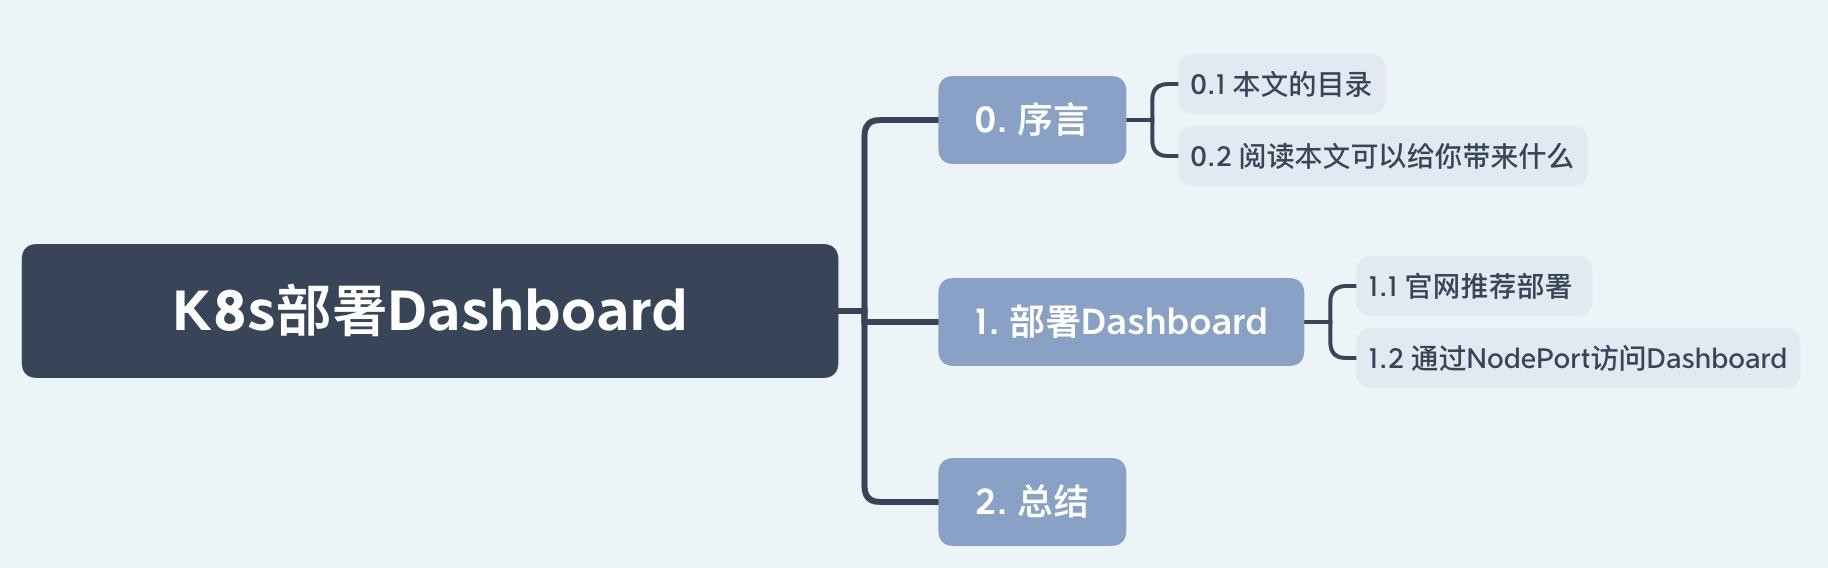 K8s部署Dashboard
0. 序言
0.1 本文的目录
0.2 阅读本文可以给你带来什么
1. 部署Dashboard
1.1 官网推荐部署
1.2 通过NodePort访问Dashboard
2. 总结